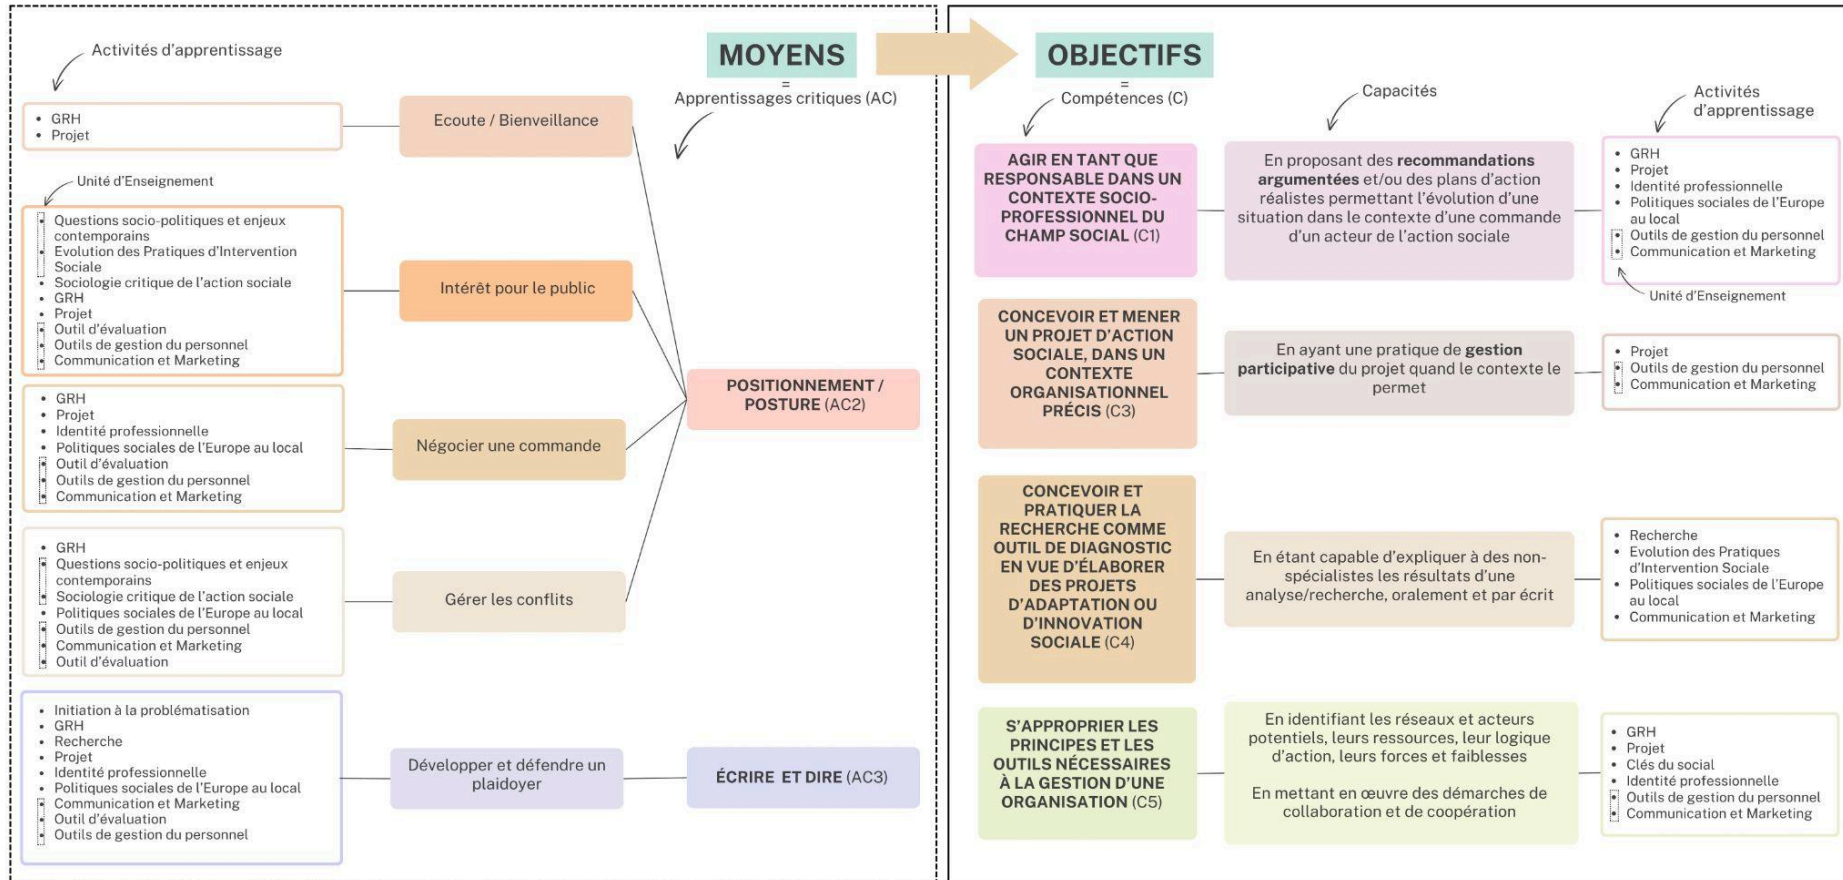 Activités d'apprentissage
MOYENS
=
Apprentissages critiques (AC)
• GRH
• Projet
Ecoute / Bienveillance
Unité d'Enseignement
• Questions socio-politiques et enjeux
contemporains
• Evolution des Pratiques d'Intervention
Sociale
• Sociologie critique de l'action sociale
• GRH
• Projet
• Outil d'évaluation
• Outils de gestion du personnel
• Communication et Marketing
Intérêt pour le public
• GRH
• Projet
• Identité professionnelle
• Politiques sociales de l'Europe au local
• Outil d'évaluation
• Outils de gestion du personnel
• Communication et Marketing
Négocier une commande
POSITIONNEMENT /
POSTURE (AC2)
• GRH
• Questions socio-politiques et enjeux
contemporains
• Sociologie critique de l'action sociale
• Politiques sociales de l'Europe au local
• Outils de gestion du personnel
• Communication et Marketing
• Outil d'évaluation
Gérer les conflits
• Initiation à la problématisation
• GRH
• Recherche
• Projet
• Identité professionnelle
• Politiques sociales de l'Europe au local
• Communication et Marketing
• Outil d'évaluation
• Outils de gestion du personnel
Développer et défendre un
plaidoyer
ÉCRIRE ET DIRE (AC3)
OBJECTIFS
=
Compétences (C)
Capacités
Activités
d'apprentissage
AGIR EN TANT QUE
RESPONSABLE DANS UN
CONTEXTE SOCIO-
PROFESSIONNEL DU
CHAMP SOCIAL (C1)
En proposant des recommandations
argumentées et/ou des plans d'action
réalistes permettant l'évolution d'une
situation dans le contexte d'une commande
d'un acteur de l'action sociale
• GRH
• Projet
• Identité professionnelle
• Politiques sociales de l'Europe
au local
• Outils de gestion du personnel
• Communication et Marketing
Unité d'Enseignement
CONCEVOIR ET MENER
UN PROJET D'ACTION
SOCIALE, DANS UN
CONTEXTE
ORGANISATIONNEL
PRÉCIS (C3)
En ayant une pratique de gestion
participative du projet quand le contexte le
permet
• Projet
• Outils de gestion du personnel
• Communication et Marketing
CONCEVOIR ET
PRATIQUER LA
RECHERCHE COMME
OUTIL DE DIAGNOSTIC
EN VUE D'ÉLABORER
DES PROJETS
D'ADAPTATION OU
D'INNOVATION
SOCIALE (C4)
En étant capable d'expliquer à des non-
spécialistes les résultats d'une
analyse/recherche, oralement et par écrit
• Recherche
• Evolution des Pratiques
d'Intervention Sociale
• Politiques sociales de l'Europe
au local
• Communication et Marketing
S'APPROPRIER LES
PRINCIPES ET LES
OUTILS NÉCESSAIRES
À LA GESTION D'UNE
ORGANISATION (C5)
En identifiant les réseaux et acteurs
potentiels, leurs ressources, leur logique
d'action, leurs forces et faiblesses
En mettant en œuvre des démarches de
collaboration et de coopération
• GRH
• Projet
• Clés du social
• Identité professionnelle
• Outils de gestion du personnel
• Communication et Marketing